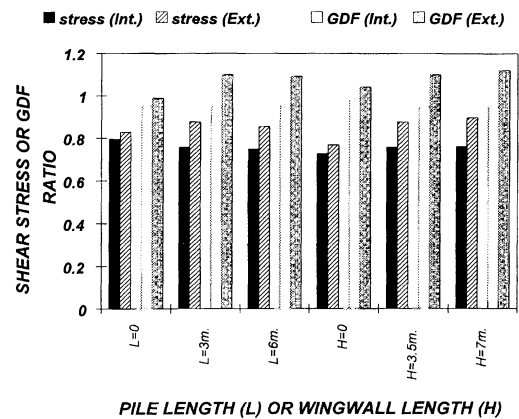 stress (Int.) stress (Ext.) GDF (Int.) GDF (Ext.)
SHEAR STRESS OR GDF
RATIO
1.2
1
0.8
0.6
0.4
0.2
0
L=0
L=3m.
L=6m.
H=0
H=3.5m.
H=7m.
PILE LENGTH (L) OR WINGWALL LENGTH (H)